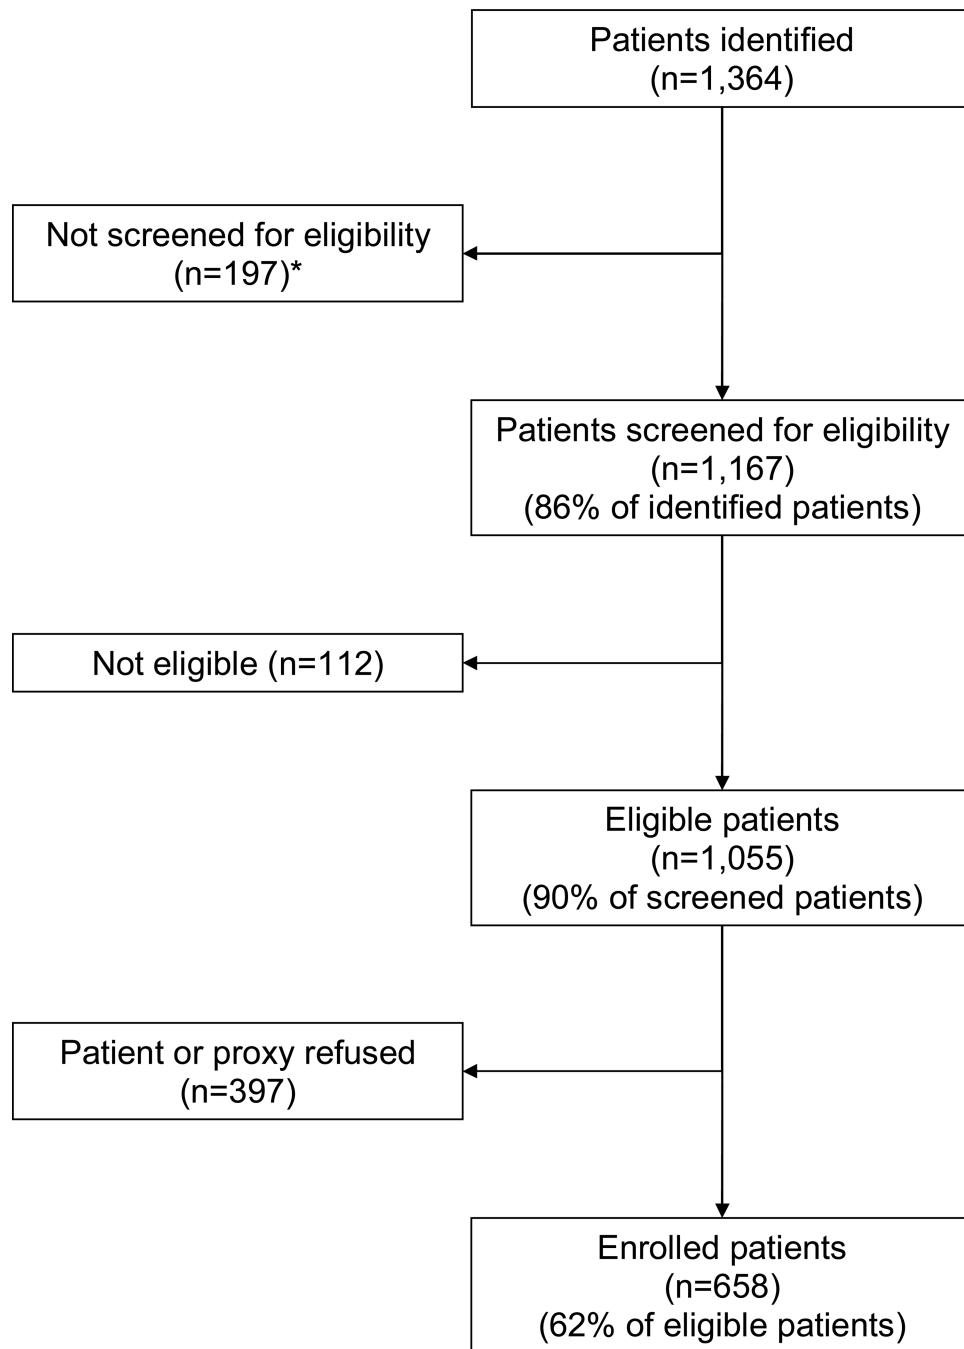 Patients identified
(n=1,364)
Not screened for eligibility
(n=197)*
Patients screened for eligibility
(n=1,167)
(86% of identified patients)
Not eligible (n=112)
Eligible patients
(n=1,055)
(90% of screened patients)
Patient or proxy refused
(n=397)
Enrolled patients
(n=658)
(62% of eligible patients)